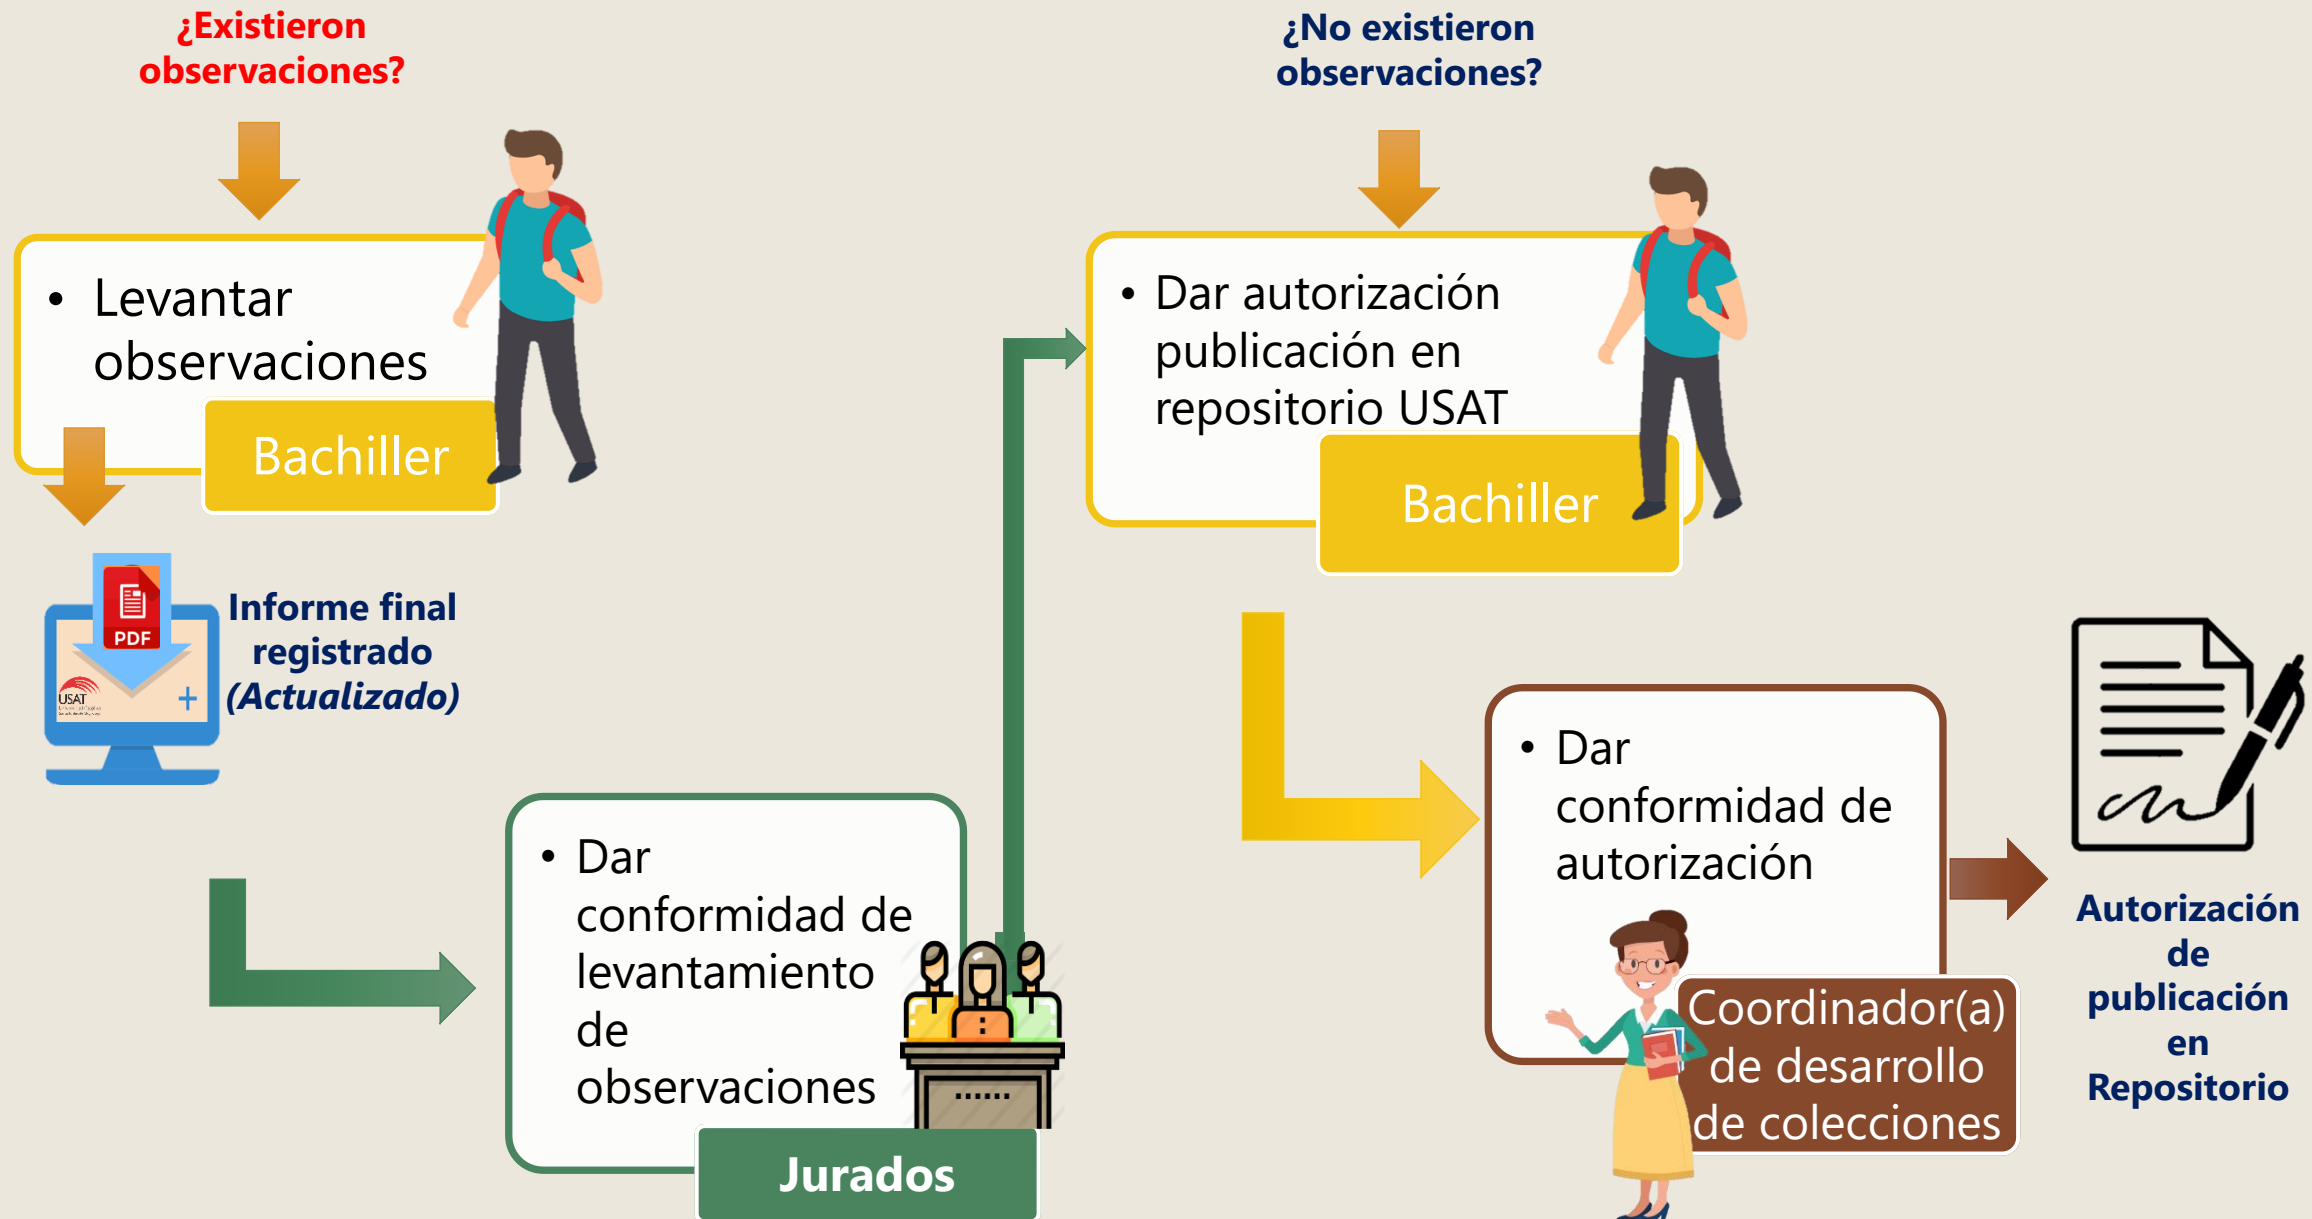 ¿Existieron
observaciones?
• Levantar
observaciones
Bachiller
PDF
USAT
Informe final
registrado
(Actualizado)
• Dar
conformidad de
levantamiento
de
observaciones
Jurados
¿No existieron
observaciones?
• Dar autorización
publicación en
repositorio USAT
Bachiller
• Dar
conformidad de
autorización
Coordinador(a)
de desarrollo
de colecciones
Autorización
de
publicación
en
Repositorio